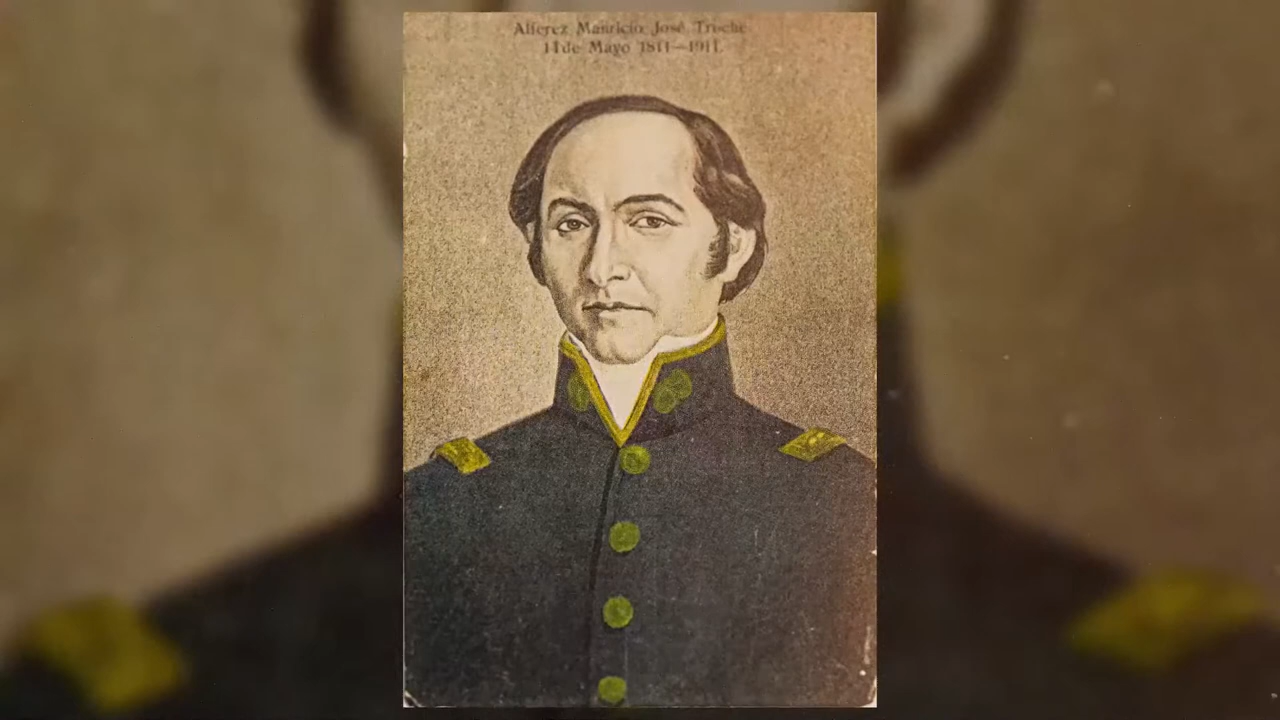 Alferez Mauricio José Troche
14 de Mayo 1811—1911.